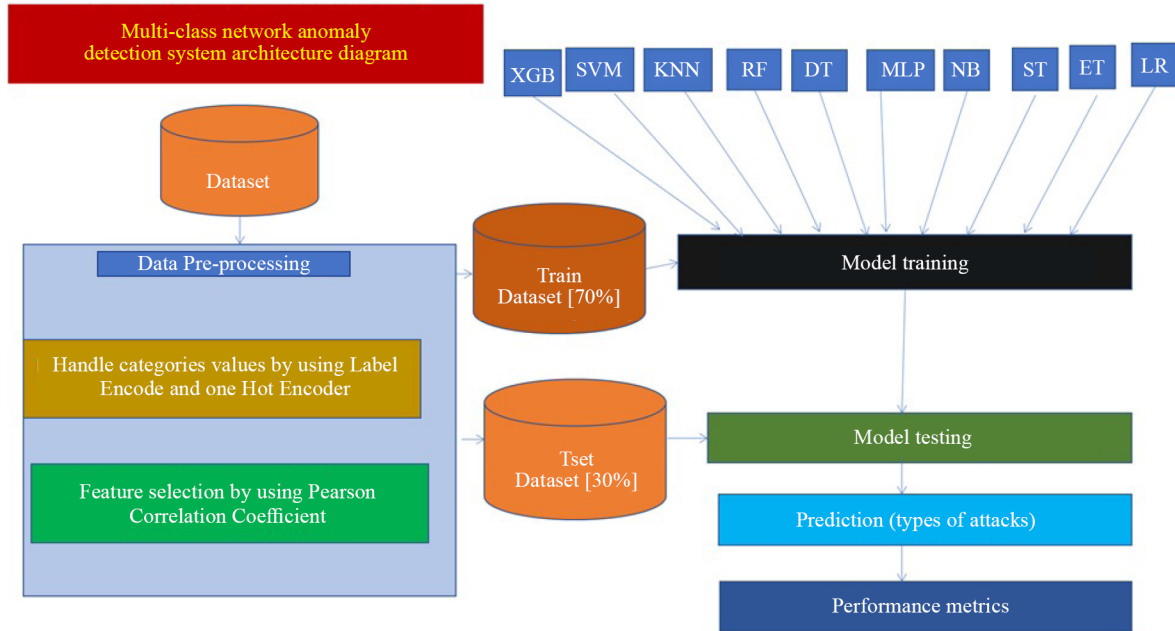 Multi-class network anomaly
detection system architecture diagram
XGB
SVM
KNN
RF
DT
MLP
NB
ST
ET
LR
Dataset
Data Pre-processing
Handle categories values by using Label
Encode and one Hot Encoder
Feature selection by using Pearson
Correlation Coefficient
Train
Dataset [70%]
Tset
Dataset [30%]
Model training
Model testing
Prediction (types of attacks)
Performance metrics